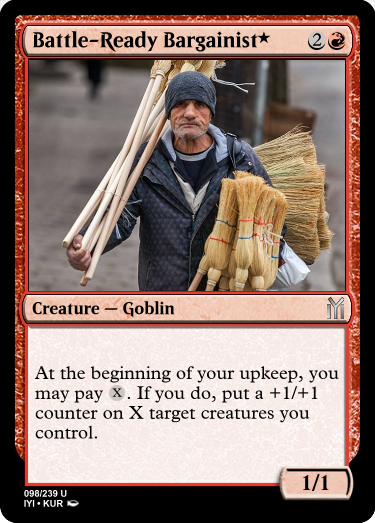 Battle-Ready Bargainist★ 2
Creature — Goblin
At the beginning of your upkeep, you
may pay X. If you do, put a +1/+1
counter on X target creatures you
control.
1/1
098/239 U
IYI • KUR